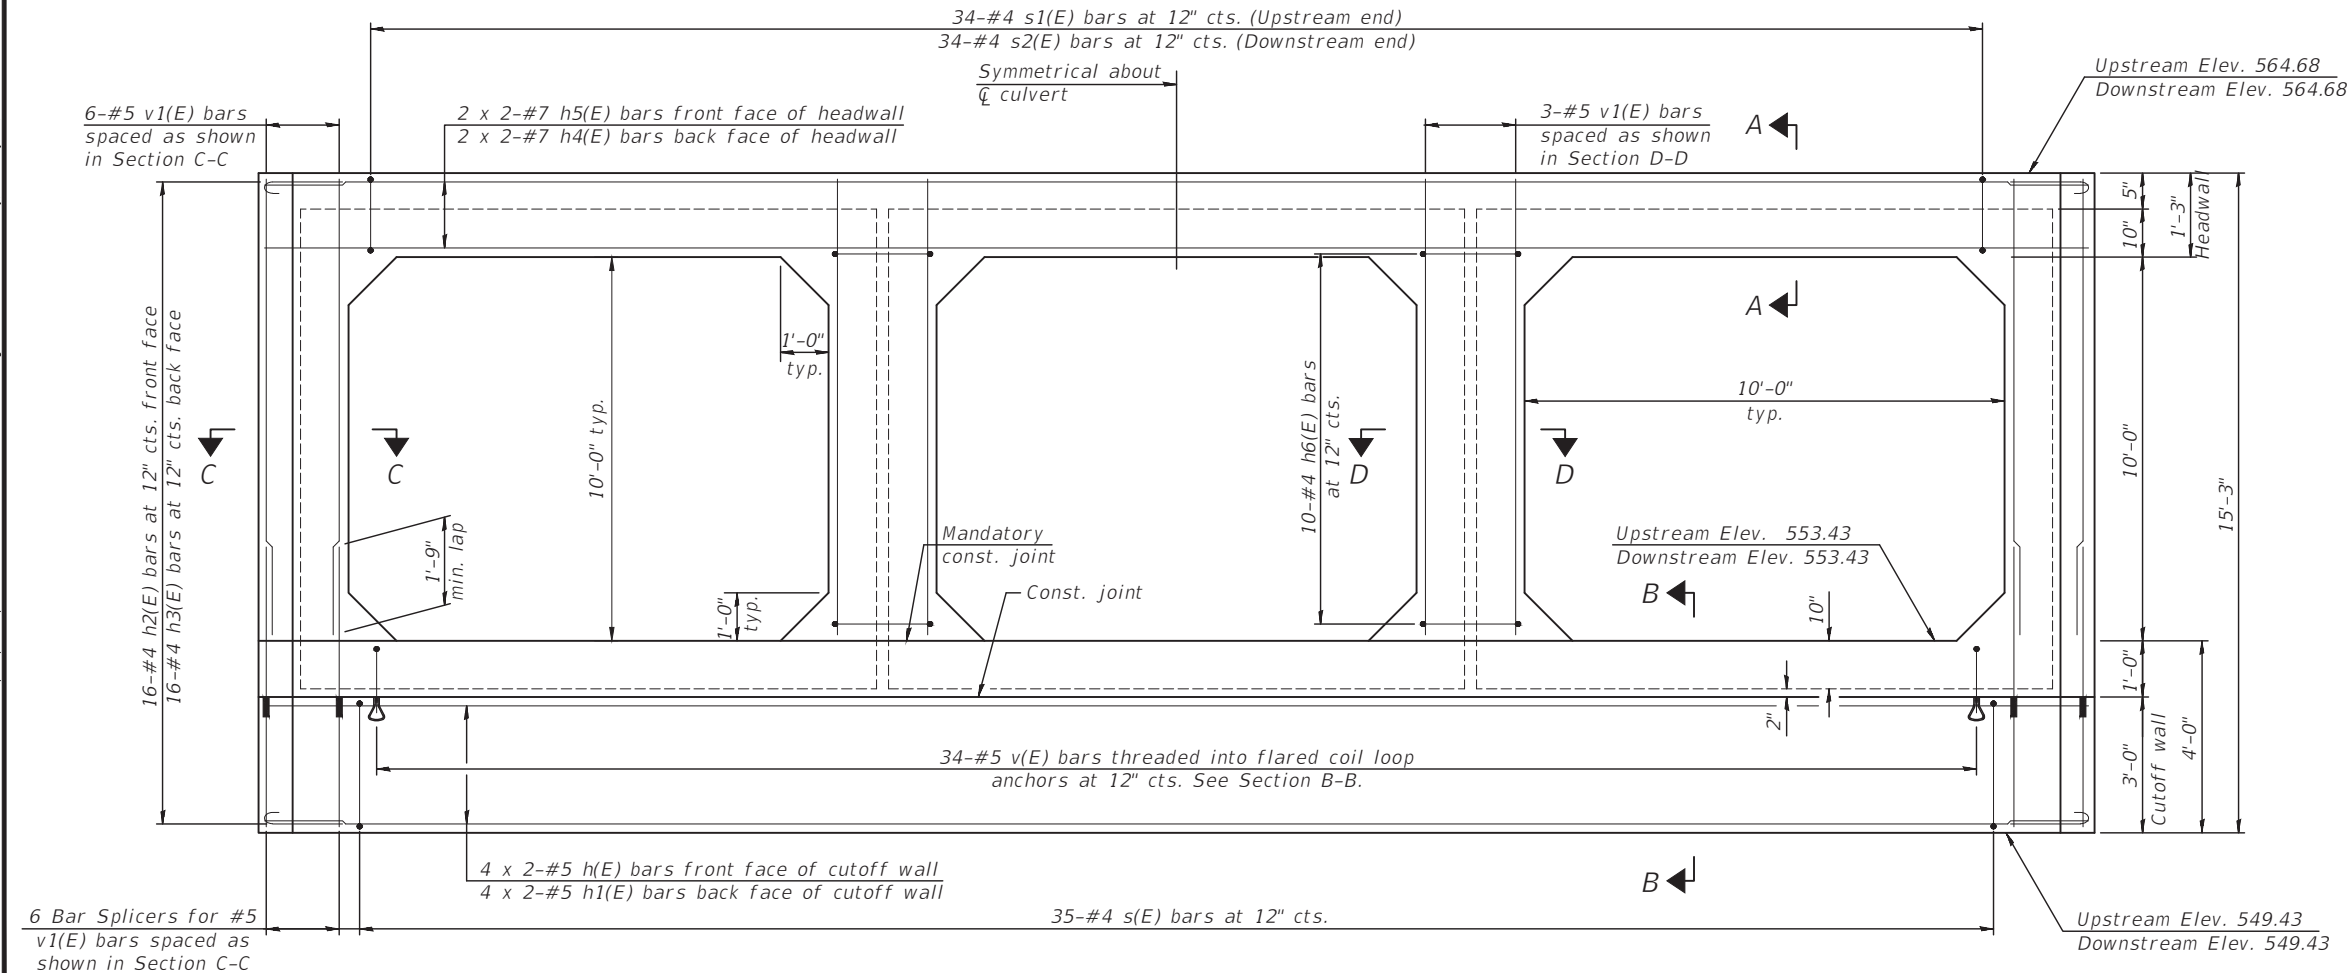 34-#4 s1(E) bars at 12" cts. (Upstream end)
34-#4 s2(E) bars at 12" cts. (Downstream end)
Symmetrical about
℄ culvert
Upstream Elev. 564.68
Downstream Elev. 564.68
6-#5 v1(E) bars
spaced as shown
in Section C-C
2 x 2-#7 h5(E) bars front face of headwall
2 x 2-#7 h4(E) bars back face of headwall
3-#5 v1(E) bars
spaced as shown
in Section D-D
A
5"
10"
1'-3"
Headwall
A
16-#4 h2(E) bars at 12" cts. front face
16-#4 h3(E) bars at 12" cts. back face
1'-0"
typ.
10'-0" typ.
10-#4 h6(E) bars
at 12" cts.
10'-0"
typ.
C
C
D
D
10'-0"
15'-3"
1'-9"
min. lap
Mandatory
const. joint
Const. joint
Upstream Elev. 553.43
Downstream Elev. 553.43
B
1'-0"
typ.
10"
2"
1'-0"
3'-0"
Cutoff wall
4'-0"
34-#5 v(E) bars threaded into flared coil loop
anchors at 12" cts. See Section B-B.
4 x 2-#5 h(E) bars front face of cutoff wall
4 x 2-#5 h1(E) bars back face of cutoff wall
B
6 Bar Splicers for #5
v1(E) bars spaced as
shown in Section C-C
35-#4 s(E) bars at 12" cts.
Upstream Elev. 549.43
Downstream Elev. 549.43